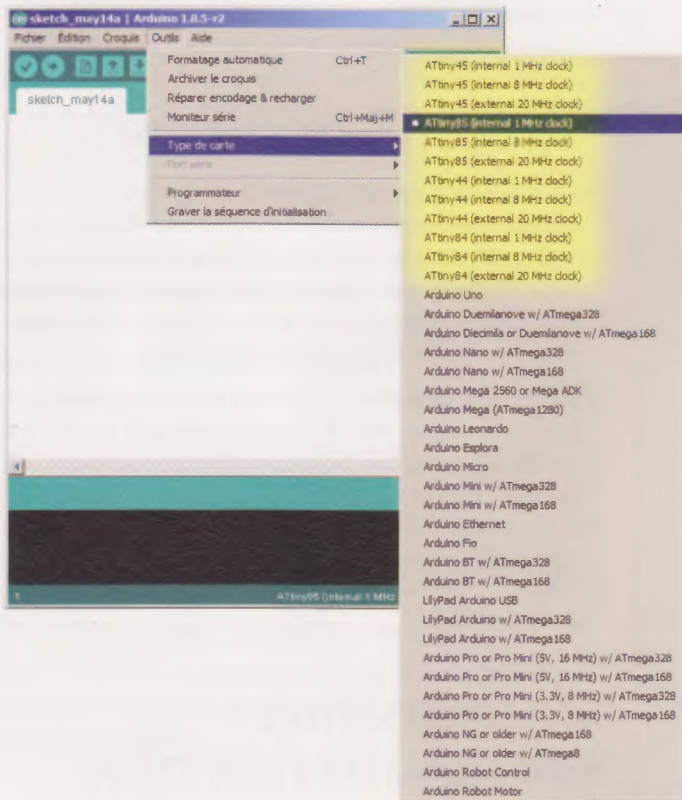 sketch_may14a | Arduino 1.0.5-r2
Fichier Édition Croquis Outils Aide
sketch_may14a
Formatage automatique Ctrl+T
Archiver le croquis
Réparer encodage & recharger
Moniteur série Ctrl+Maj+M
Type de carte
Port série
Programmateur
Graver la séquence d'initialisation
ATtiny45 (internal 1 MHz clock)
ATtiny45 (internal 8 MHz clock)
ATtiny45 (external 20 MHz clock)
ATtiny85 (internal 1 MHz clock)
ATtiny85 (internal 8 MHz clock)
ATtiny85 (external 20 MHz clock)
ATtiny44 (internal 1 MHz clock)
ATtiny44 (internal 8 MHz clock)
ATtiny44 (external 20 MHz clock)
ATtiny84 (internal 1 MHz clock)
ATtiny84 (internal 8 MHz clock)
ATtiny84 (external 20 MHz clock)
Arduino Uno
Arduino Duemilanove w/ ATmega328
Arduino Diecimila or Duemilanove w/ ATmega168
Arduino Nano w/ ATmega328
Arduino Nano w/ ATmega168
Arduino Mega 2560 or Mega ADK
Arduino Mega (ATmega1280)
Arduino Leonardo
Arduino Esplora
Arduino Micro
Arduino Mini w/ ATmega328
Arduino Mini w/ ATmega168
Arduino Ethernet
Arduino Fio
Arduino BT w/ ATmega328
Arduino BT w/ ATmega168
LilyPad Arduino USB
LilyPad Arduino w/ ATmega328
LilyPad Arduino w/ ATmega168
Arduino Pro or Pro Mini (5V, 16 MHz) w/ ATmega328
Arduino Pro or Pro Mini (5V, 16 MHz) w/ ATmega168
Arduino Pro or Pro Mini (3.3V, 8 MHz) w/ ATmega328
Arduino Pro or Pro Mini (3.3V, 8 MHz) w/ ATmega168
Arduino NG or older w/ ATmega168
Arduino NG or older w/ ATmega8
Arduino Robot Control
Arduino Robot Motor
1
ATtiny85 (internal 1 MHz